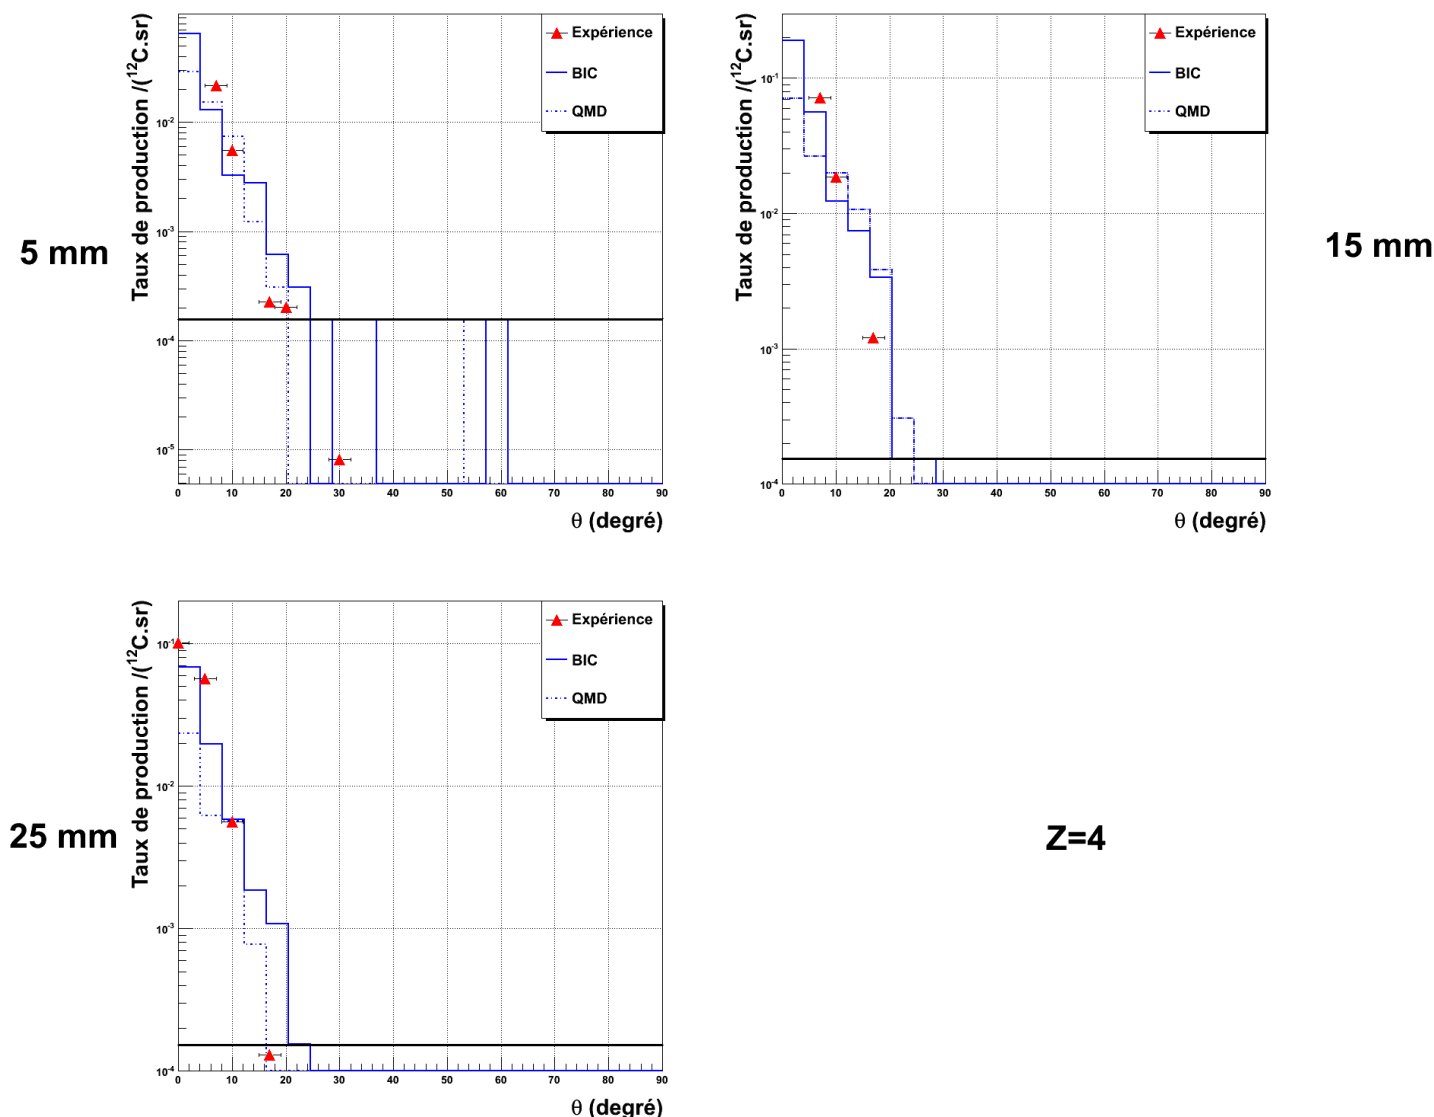 Taux de production /(¹²C.sr)
Expérience
BIC
QMD
5 mm
10⁻²
10⁻³
10⁻⁴
10⁻⁵
0 10 20 30 40 50 60 70 80 90
θ (degré)
Taux de production /(¹²C.sr)
Expérience
BIC
QMD
15 mm
10⁻¹
10⁻²
10⁻³
10⁻⁴
0 10 20 30 40 50 60 70 80 90
θ (degré)
Taux de production /(¹²C.sr)
Expérience
BIC
QMD
25 mm
10⁻¹
10⁻²
10⁻³
10⁻⁴
0 10 20 30 40 50 60 70 80 90
θ (degré)
Z=4